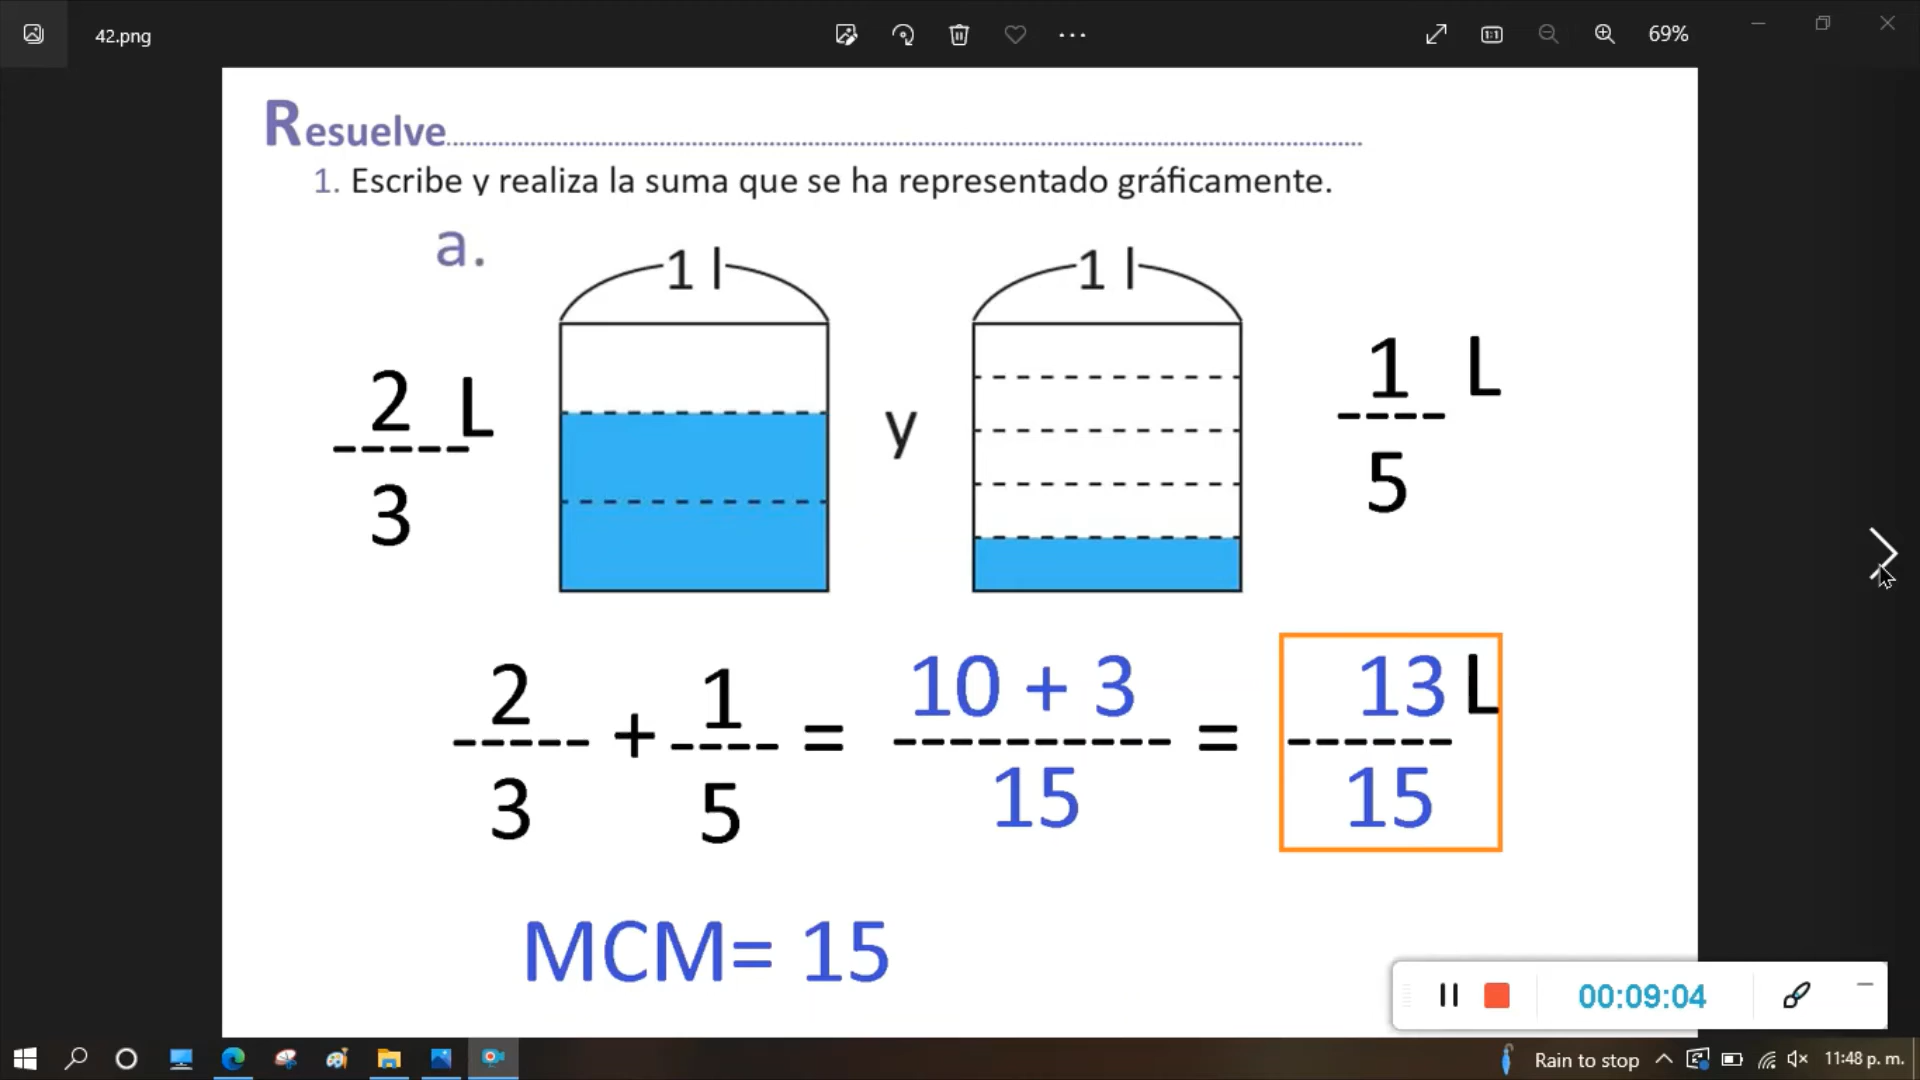 42.png
69%
Resuelve
1. Escribe y realiza la suma que se ha representado gráficamente.
a.
1 l
1 l
2 L
3
y
1 L
5
2 + 1 = 10 + 3 = 13 L
3 5 15 15
MCM= 15
00:09:04
Rain to stop
11:48 p. m.